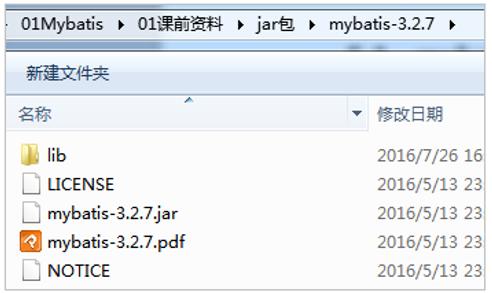 01Mybatis 01课前资料 jar包 mybatis-3.2.7
新建文件夹
名称 修改日期
lib 2016/7/26 16
LICENSE 2016/5/13 23
mybatis-3.2.7.jar 2016/5/13 23
mybatis-3.2.7.pdf 2016/5/13 23
NOTICE 2016/5/13 23